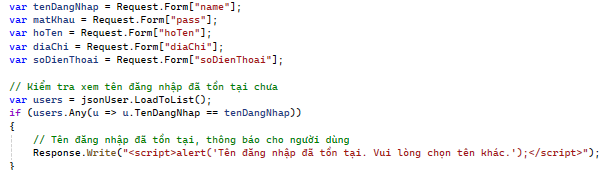 var tenDangNhap = Request.Form["name"];
var matKhau = Request.Form["pass"];
var hoTen = Request.Form["hoTen"];
var diaChi = Request.Form["diaChi"];
var soDienThoai = Request.Form["soDienThoai"];
// Kiểm tra xem tên đăng nhập đã tồn tại chưa
var users = jsonUser.LoadToList();
if (users.Any(u => u.TenDangNhap == tenDangNhap))
{
// Tên đăng nhập đã tồn tại, thông báo cho người dùng
Response.Write("<script>alert('Tên đăng nhập đã tồn tại. Vui lòng chọn tên khác.');</script>");
}